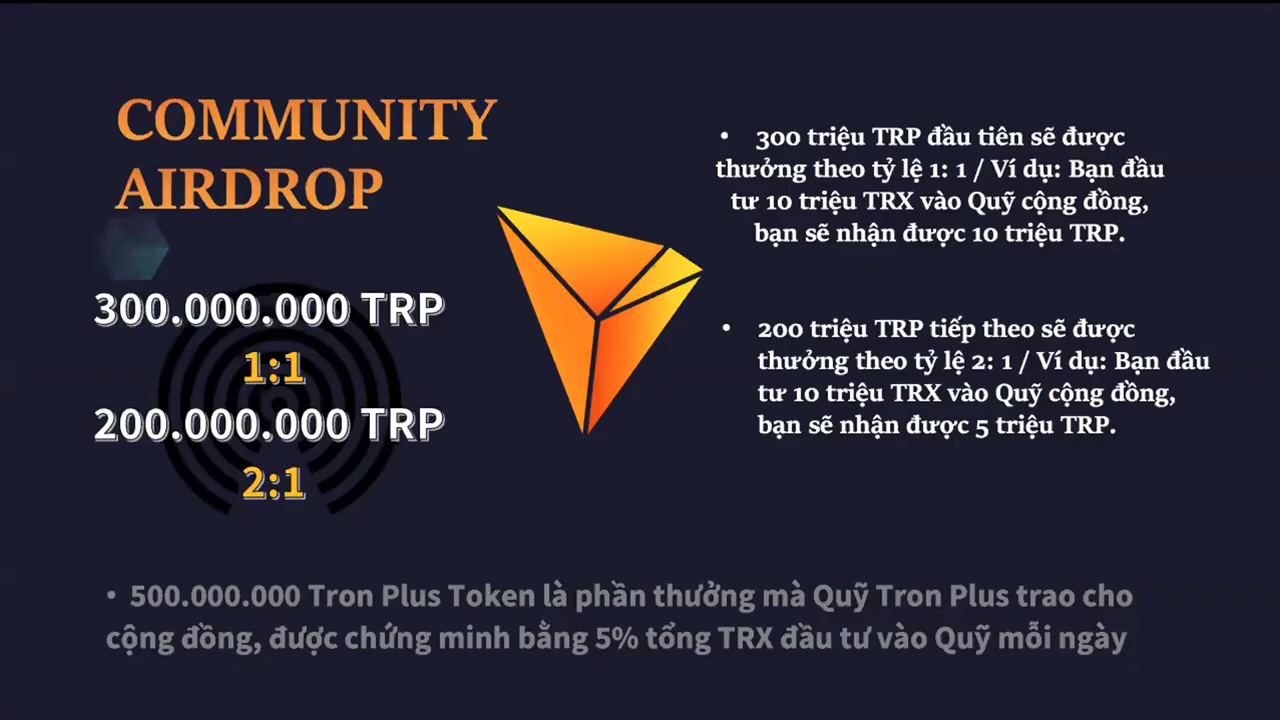 COMMUNITY
AIRDROP
300.000.000 TRP
1:1
200.000.000 TRP
2:1
• 300 triệu TRP đầu tiên sẽ được
thưởng theo tỷ lệ 1: 1 / Ví dụ: Bạn đầu
tư 10 triệu TRX vào Quỹ cộng đồng,
bạn sẽ nhận được 10 triệu TRP.
• 200 triệu TRP tiếp theo sẽ được
thưởng theo tỷ lệ 2: 1 / Ví dụ: Bạn đầu
tư 10 triệu TRX vào Quỹ cộng đồng,
bạn sẽ nhận được 5 triệu TRP.
• 500.000.000 Tron Plus Token là phần thưởng mà Quỹ Tron Plus trao cho
cộng đồng, được chứng minh bằng 5% tổng TRX đầu tư vào Quỹ mỗi ngày